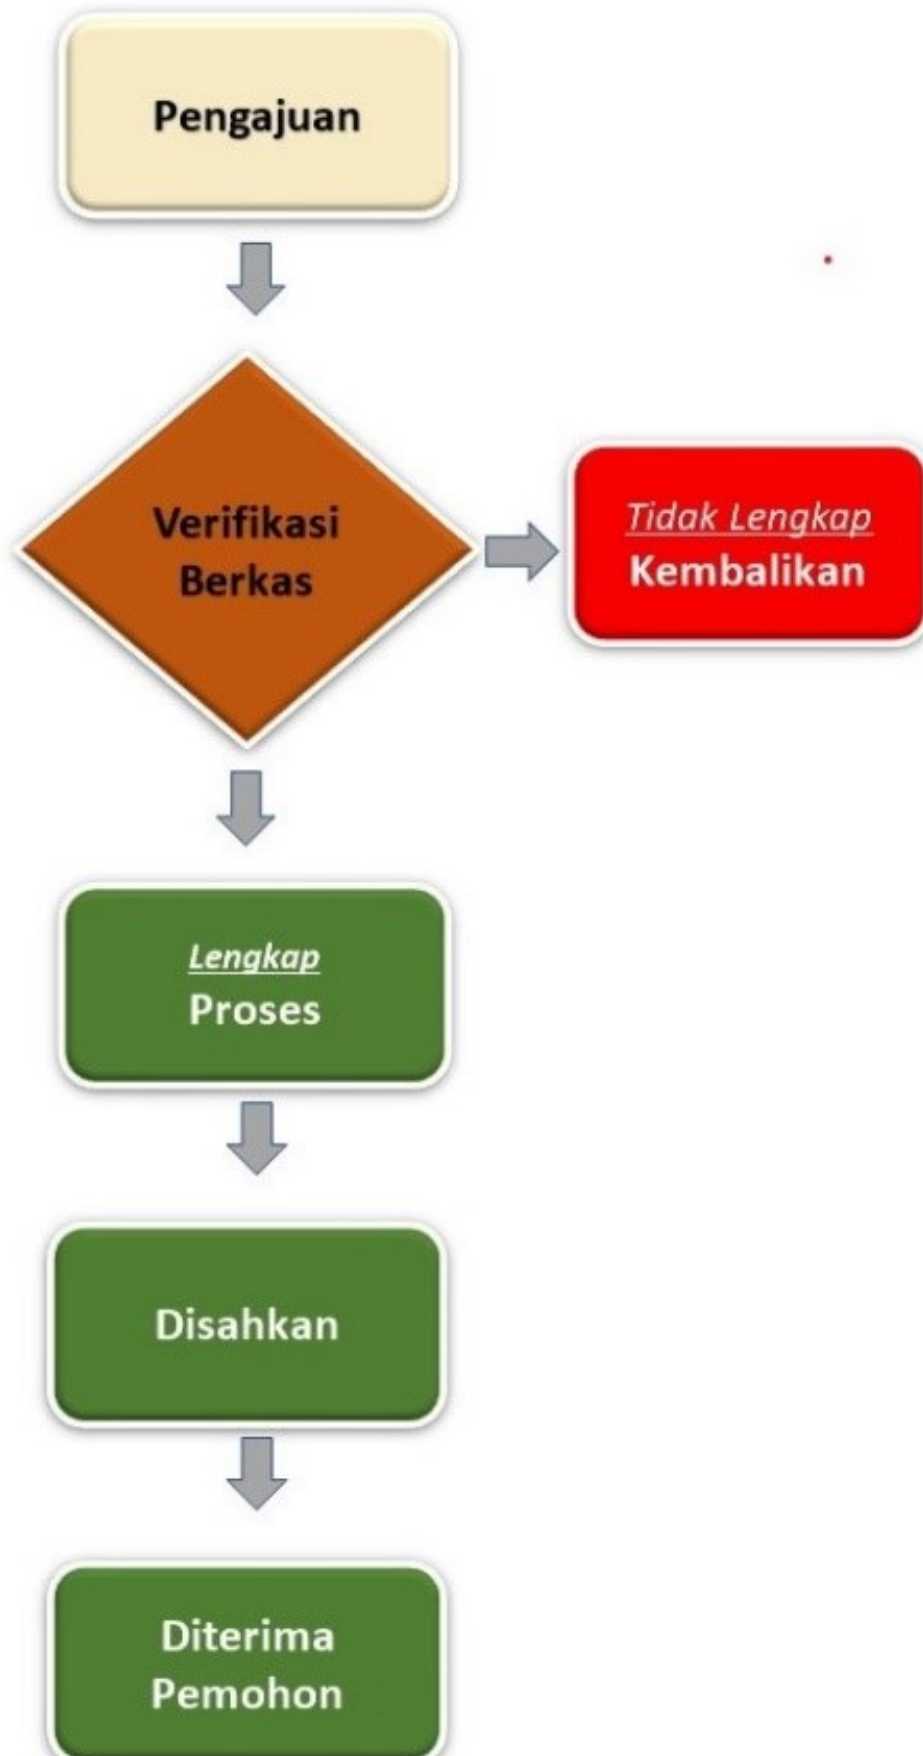 Pengajuan
Verifikasi
Berkas
Tidak Lengkap
Kembalikan
Lengkap
Proses
Disahkan
Diterima
Pemohon